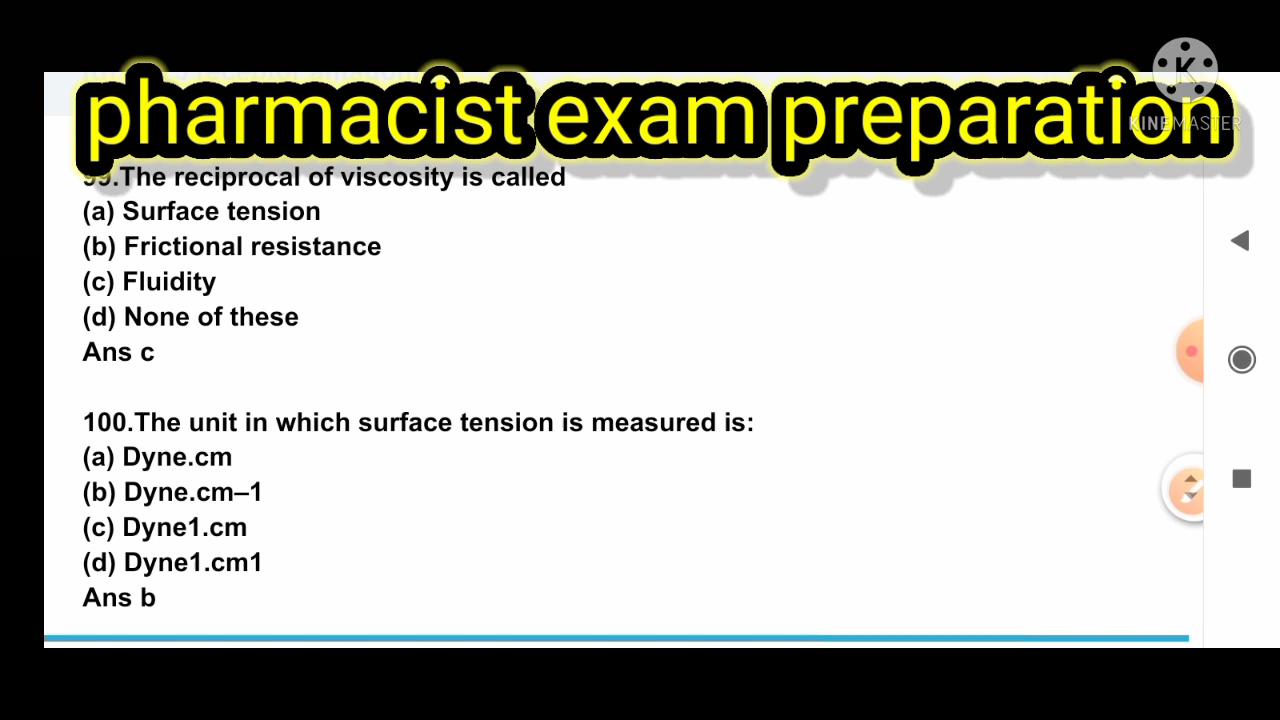 pharmacist exam preparation
KINEMASTER
99.The reciprocal of viscosity is called
(a) Surface tension
(b) Frictional resistance
(c) Fluidity
(d) None of these
Ans c
100.The unit in which surface tension is measured is:
(a) Dyne.cm
(b) Dyne.cm–1
(c) Dyne1.cm
(d) Dyne1.cm1
Ans b